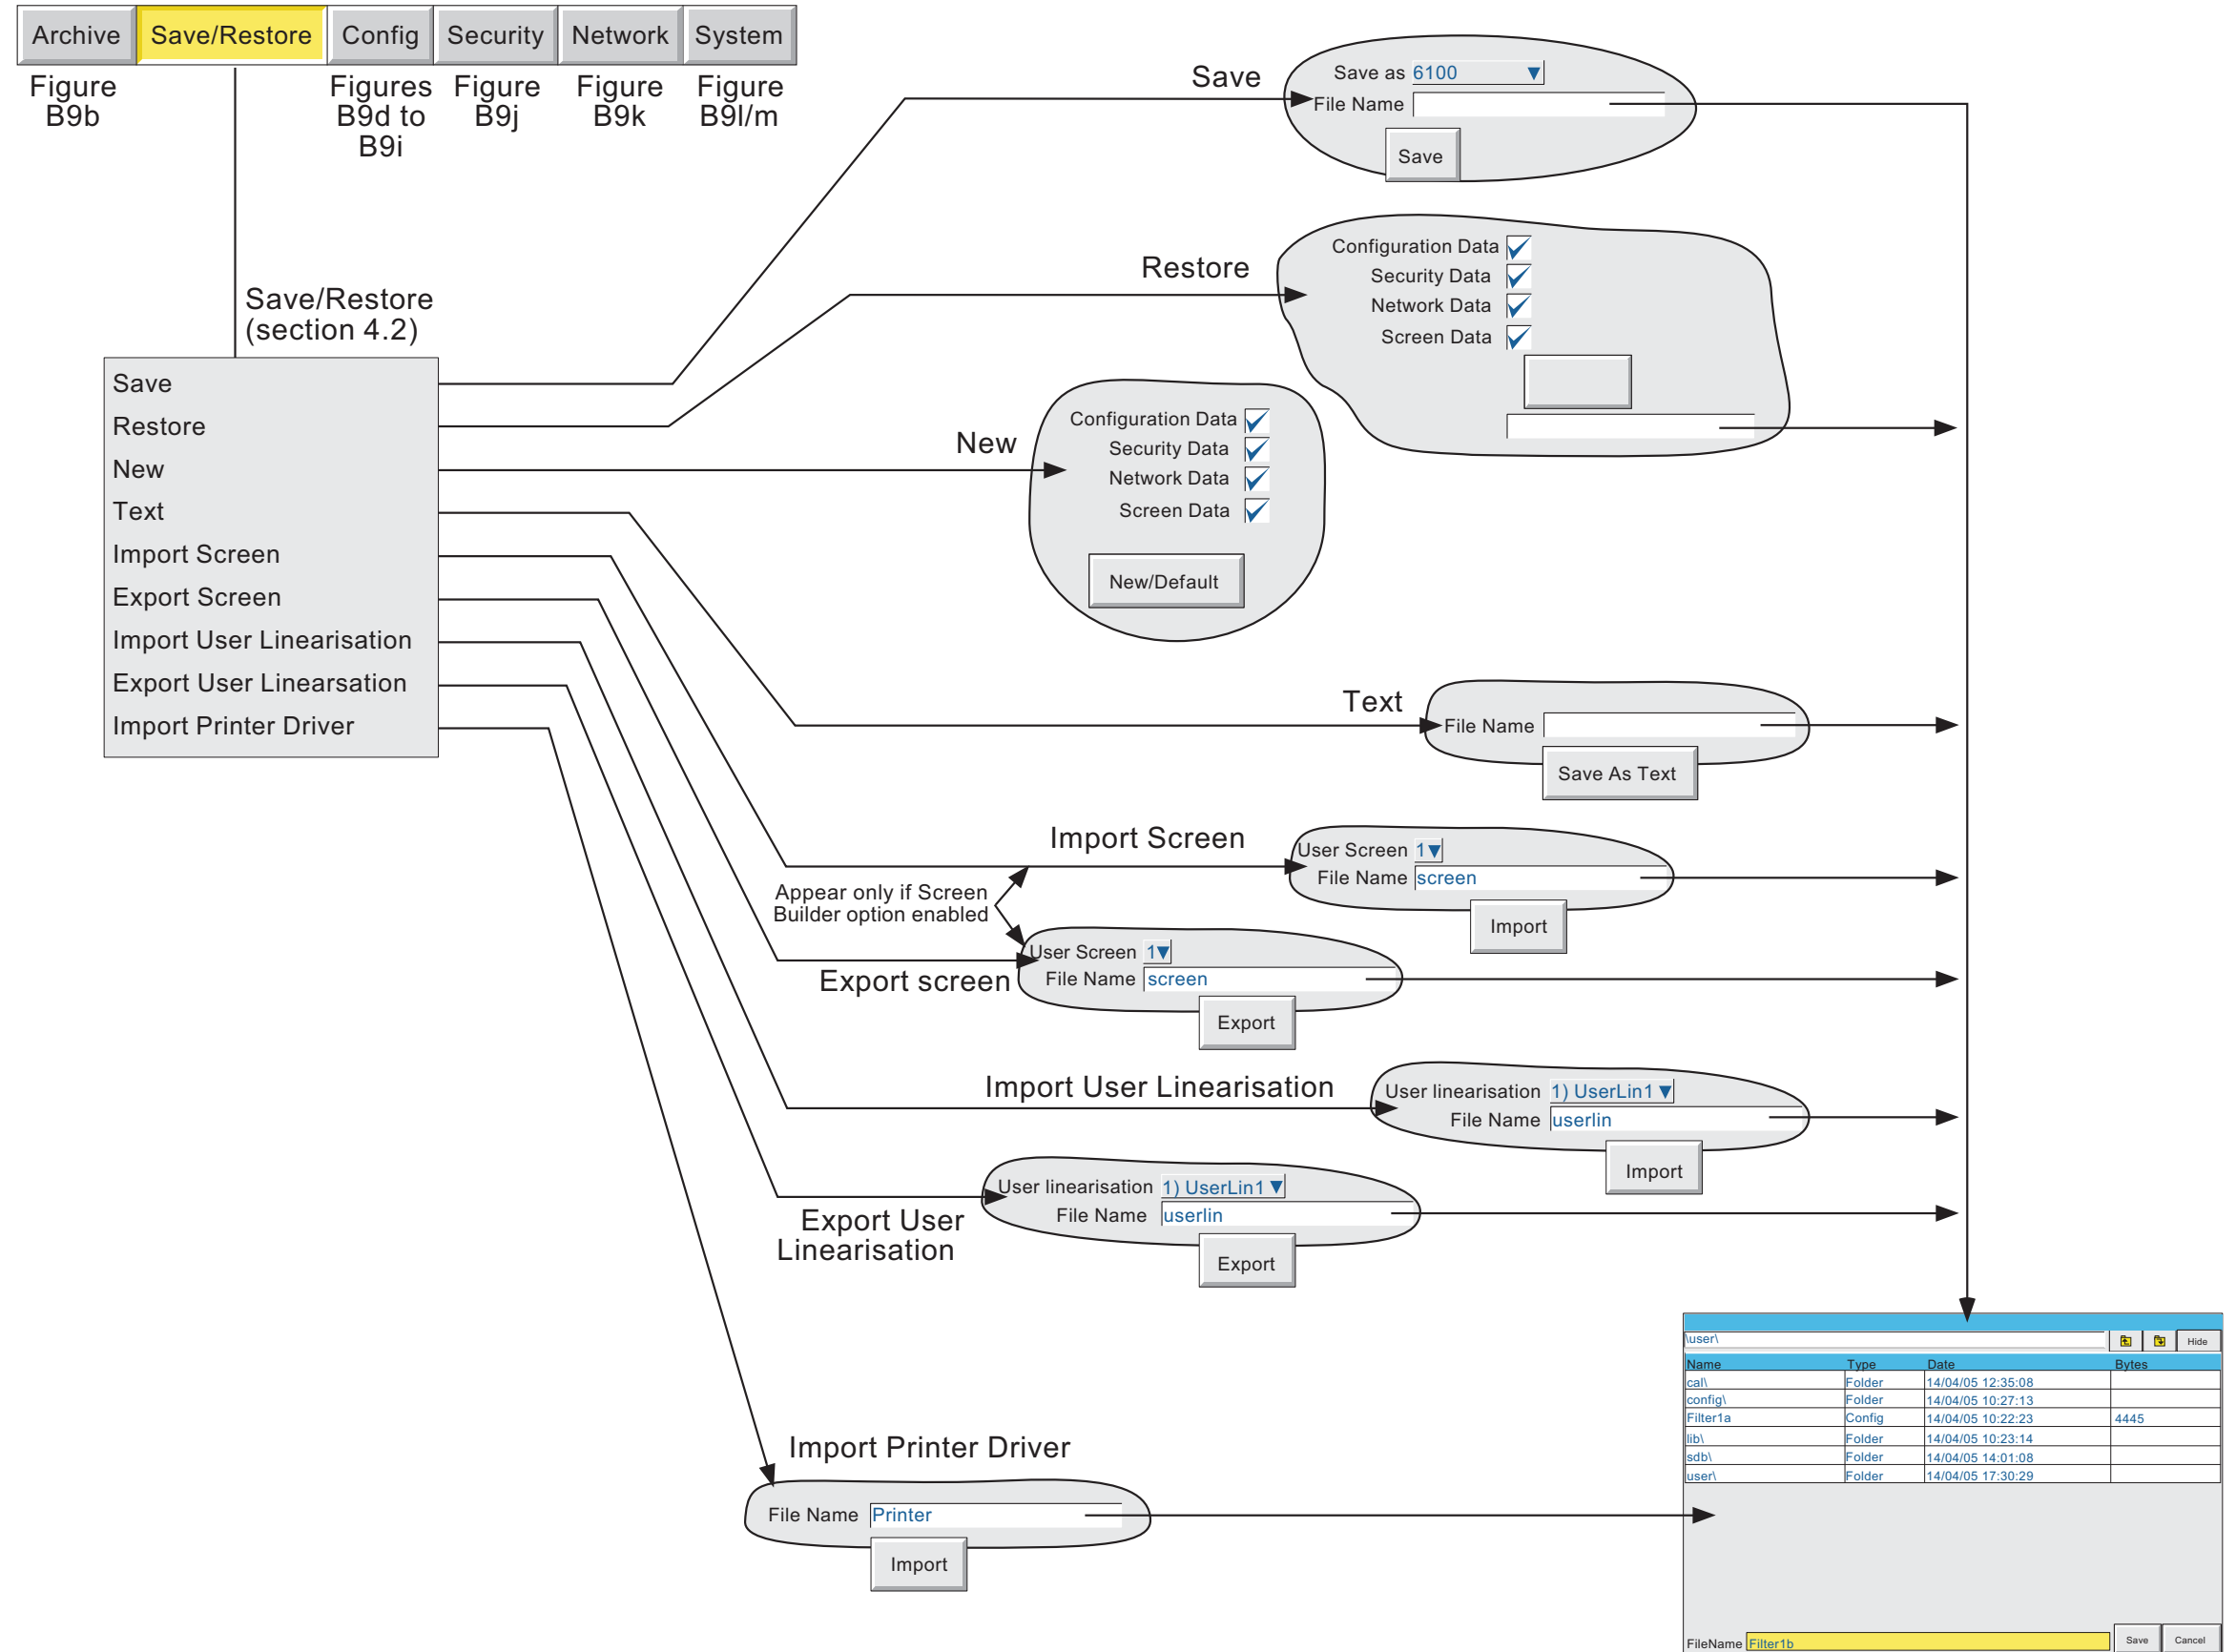 Archive
Save/Restore
Config
Security
Network
System
Figure
B9b
Figures
B9d to
B9i
Figure
B9j
Figure
B9k
Figure
B9l/m
Save/Restore
(section 4.2)
Save
Restore
New
Text
Import Screen
Export Screen
Import User Linearisation
Export User Linearsation
Import Printer Driver
Save
Save as 6100
File Name
Save
Restore
Configuration Data
Security Data
Network Data
Screen Data
New
Configuration Data
Security Data
Network Data
Screen Data
New/Default
Text
File Name
Save As Text
Import Screen
User Screen 1
File Name screen
Import
Appear only if Screen
Builder option enabled
Export screen
User Screen 1
File Name screen
Export
Import User Linearisation
User linearisation 1) UserLin1
File Name userlin
Import
Export User
Linearisation
User linearisation 1) UserLin1
File Name userlin
Export
Import Printer Driver
File Name Printer
Import
\user\ Hide
Name Type Date Bytes
cal\ Folder 14/04/05 12:35:08
config\ Folder 14/04/05 10:27:13
Filter1a Config 14/04/05 10:22:23 4445
lib\ Folder 14/04/05 10:23:14
sdb\ Folder 14/04/05 14:01:08
user\ Folder 14/04/05 17:30:29
FileName Filter1b Save Cancel